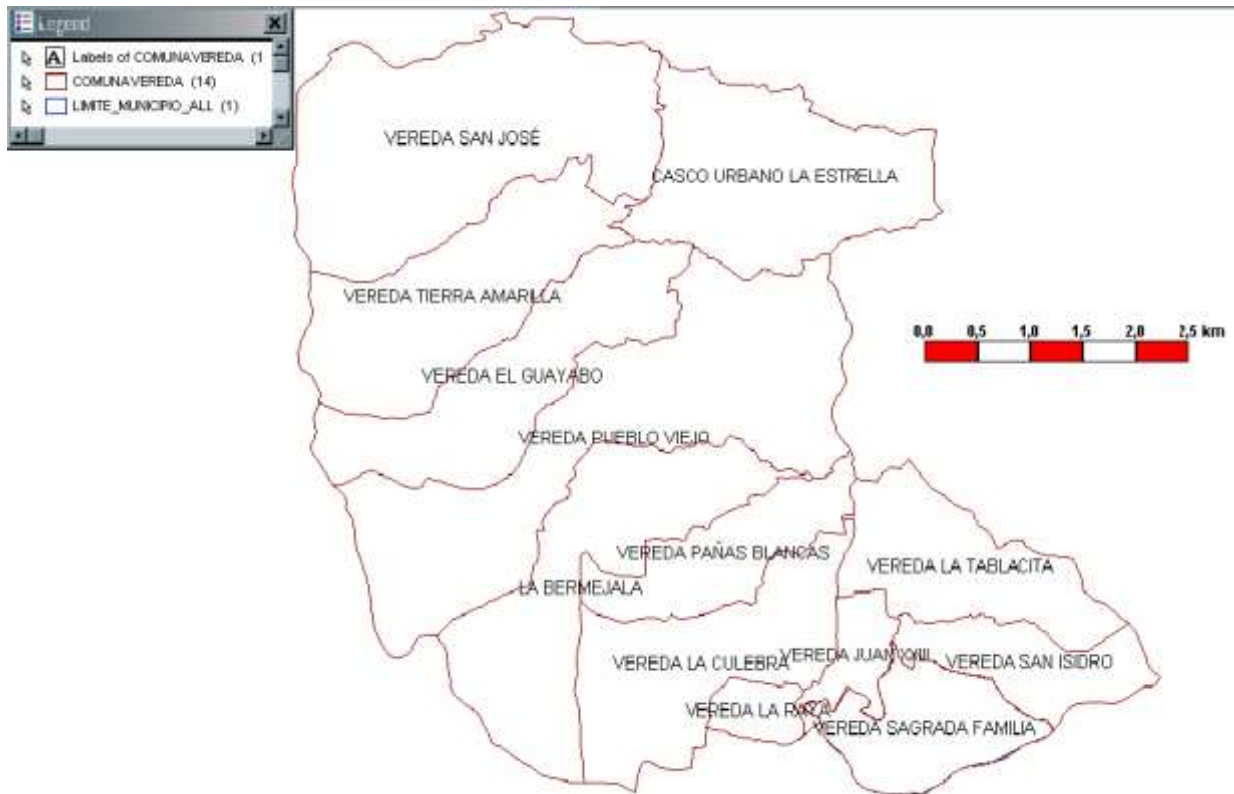 Legend
Labels of COMUNAVEREDA (1
COMUNAVEREDA (14)
LIMITE_MUNICIPIO_ALL (1)
VEREDA SAN JOSÉ
CASCO URBANO LA ESTRELLA
VEREDA TIERRA AMARILLA
0,0 0,5 1,0 1,5 2,0 2,5 km
VEREDA EL GUAYABO
VEREDA PUEBLO VIEJO
VEREDA PAÑAS BLANCAS
VEREDA LA TABLACITA
LA BERMEJALA
VEREDA LA CULEBRA
VEREDA JUAN XXIII
VEREDA SAN ISIDRO
VEREDA LA RAYA
VEREDA SAGRADA FAMILIA